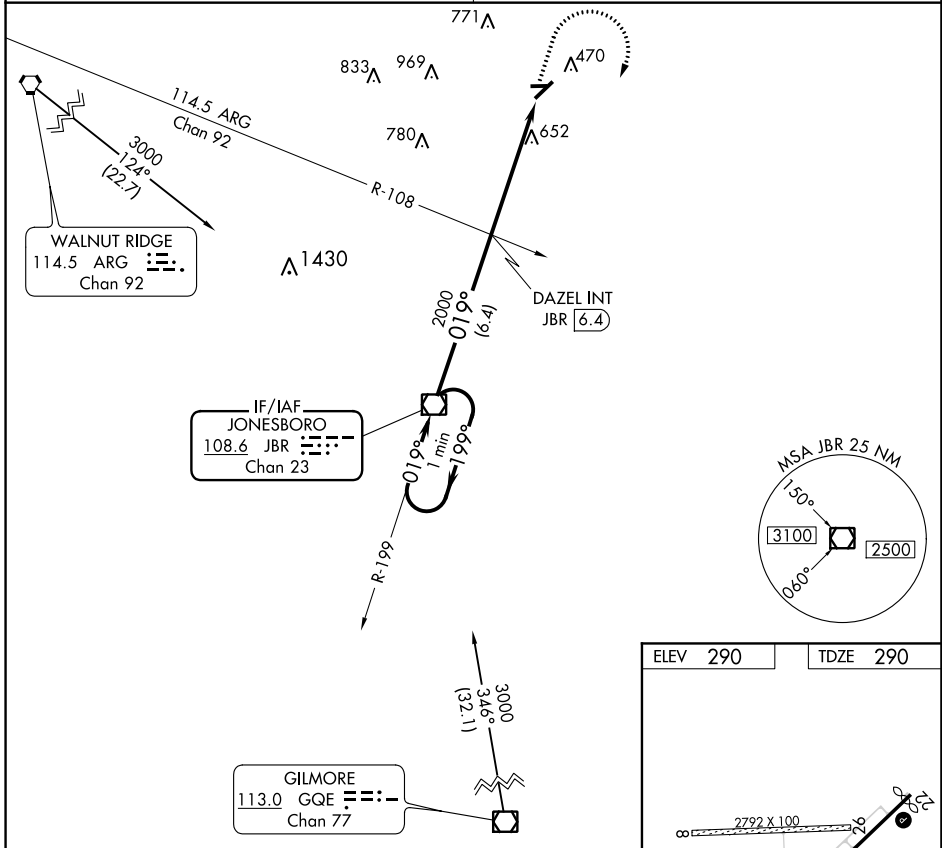 771
470
833
969
114.5 ARG
Chan 92
780
652
3000
124°
(22.7)
R-108
WALNUT RIDGE
114.5 ARG
Chan 92
1430
DAZEL INT
JBR 6.4
2000
019°
(6.4)
IF/IAF
JONESBORO
108.6 JBR
Chan 23
019°
1 min
199°
MSA JBR 25 NM
150°
3100
2500
060°
R-199
ELEV 290
TDZE 290
3000
346°
(32.1)
GILMORE
113.0 GQE
Chan 77
2792 X 100
26
22
P